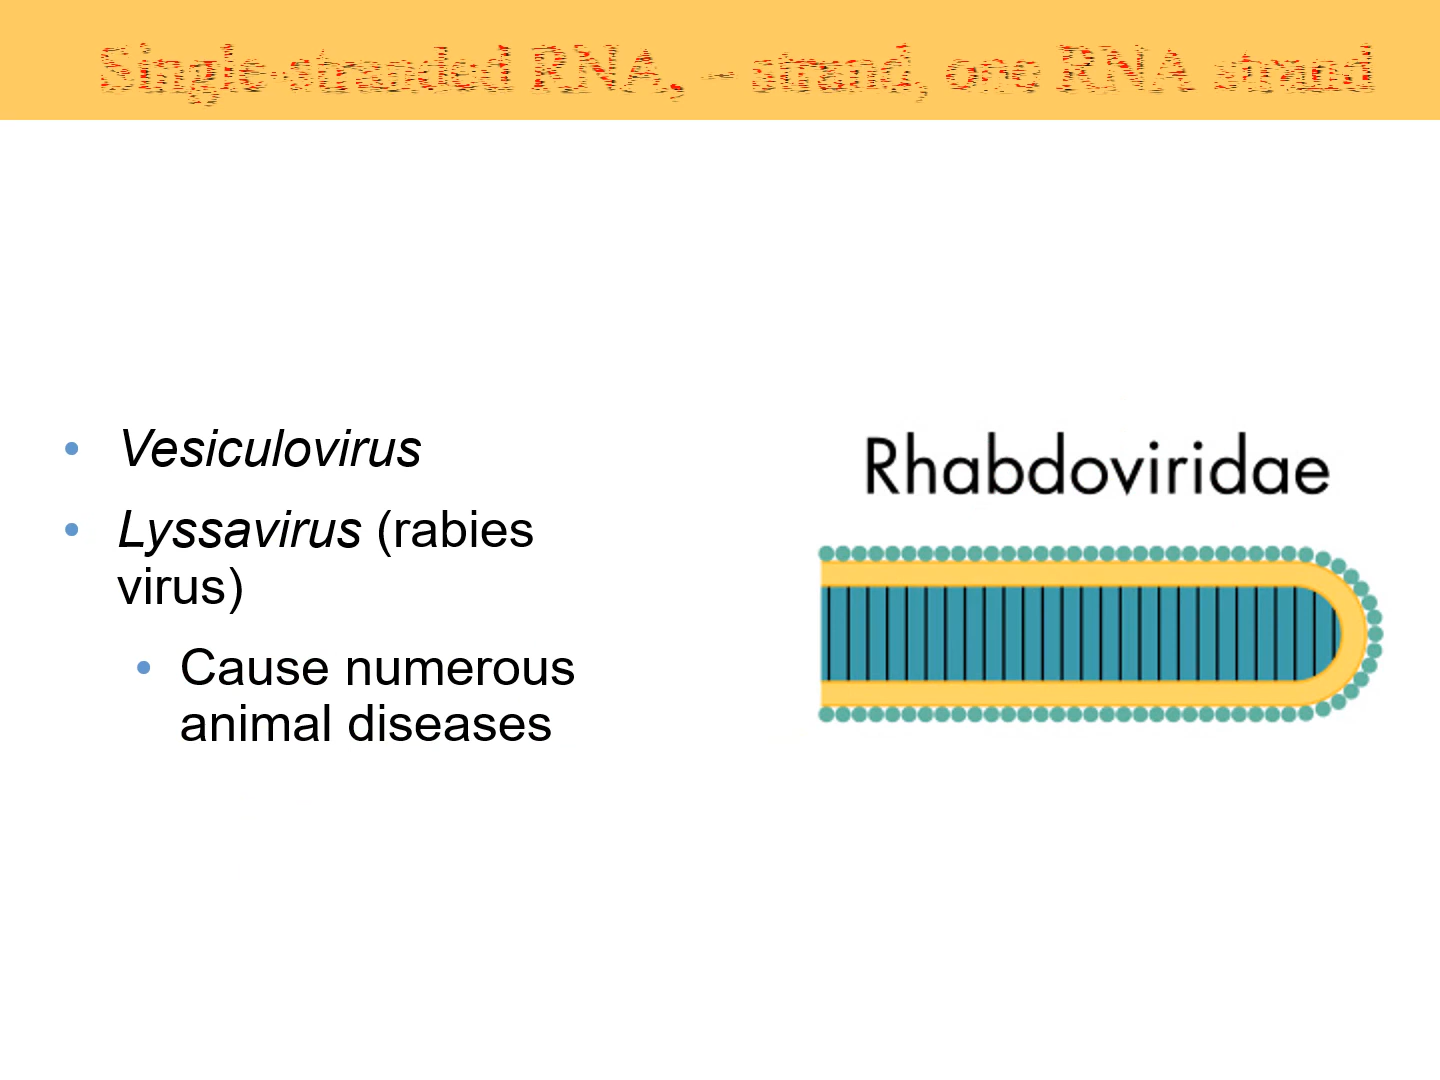 Single-stranded RNA, – strand, one RNA strand
• Vesiculovirus
• Lyssavirus (rabies
virus)
• Cause numerous
animal diseases
Rhabdoviridae